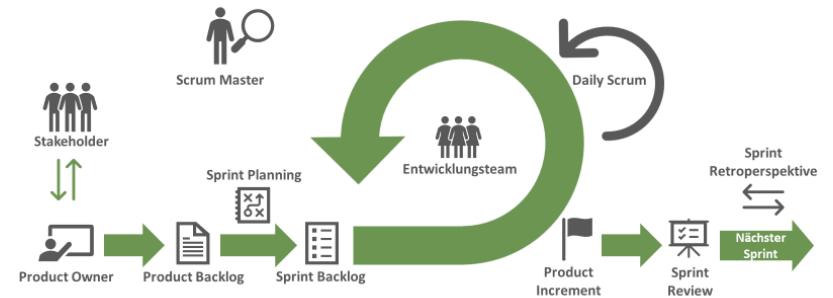 Scrum Master
Daily Scrum
Stakeholder
Entwicklungsteam
Sprint Planning
Sprint
Retroperspektive
Product Owner
Product Backlog
Sprint Backlog
Product
Increment
Sprint
Review
Nächster
Sprint